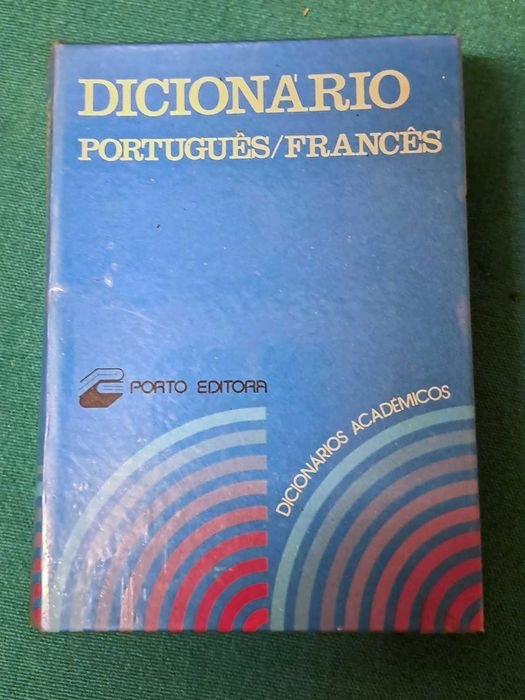 DICIONÁRIO
PORTUGUÊS/FRANCÊS
PORTO EDITORA
DICIONÁRIOS ACADÉMICOS